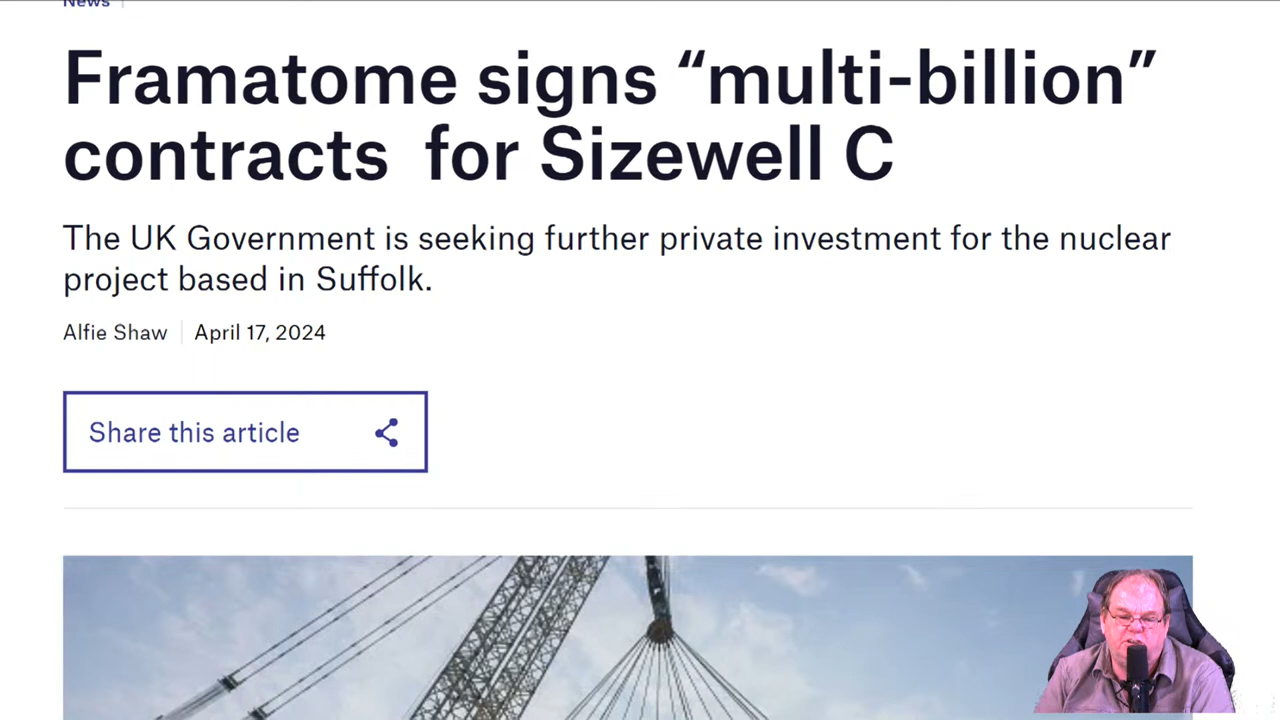 News
Framatome signs “multi-billion”
contracts  for Sizewell C
The UK Government is seeking further private investment for the nuclear
project based in Suffolk.
Alfie Shaw
April 17, 2024
Share this article